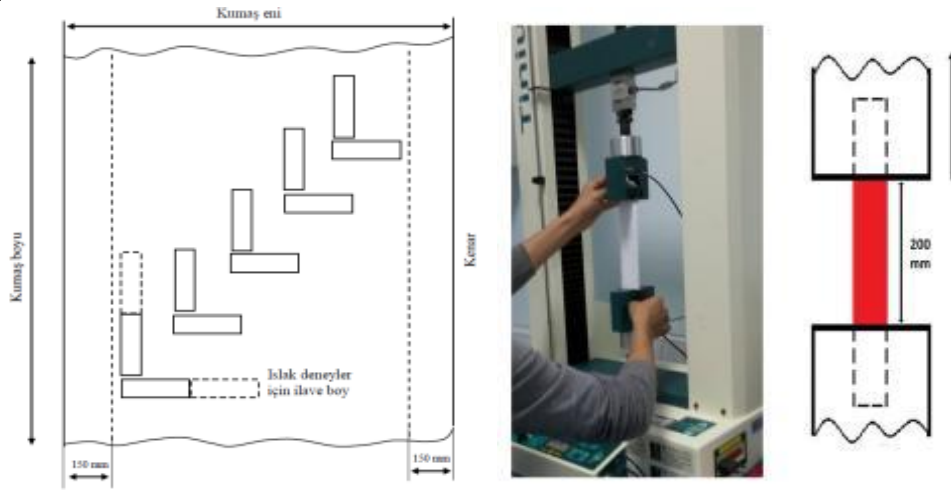 Kumaş eni
Kumaş boyu
Kenar
Islak deneyler
için ilave boy
150 mm
150 mm
200
mm